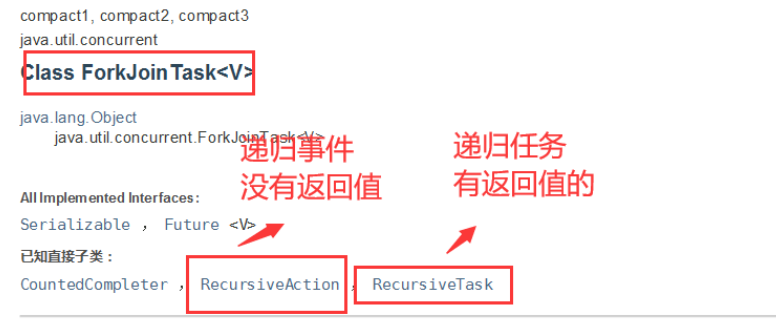 compact1, compact2, compact3
java.util.concurrent
Class ForkJoinTask<V>
java.lang.Object
java.util.concurrent.ForkJoinTask<V>
递归事件
没有返回值
递归任务
有返回值的
All Implemented Interfaces:
Serializable , Future <V>
已知直接子类：
CountedCompleter , RecursiveAction , RecursiveTask